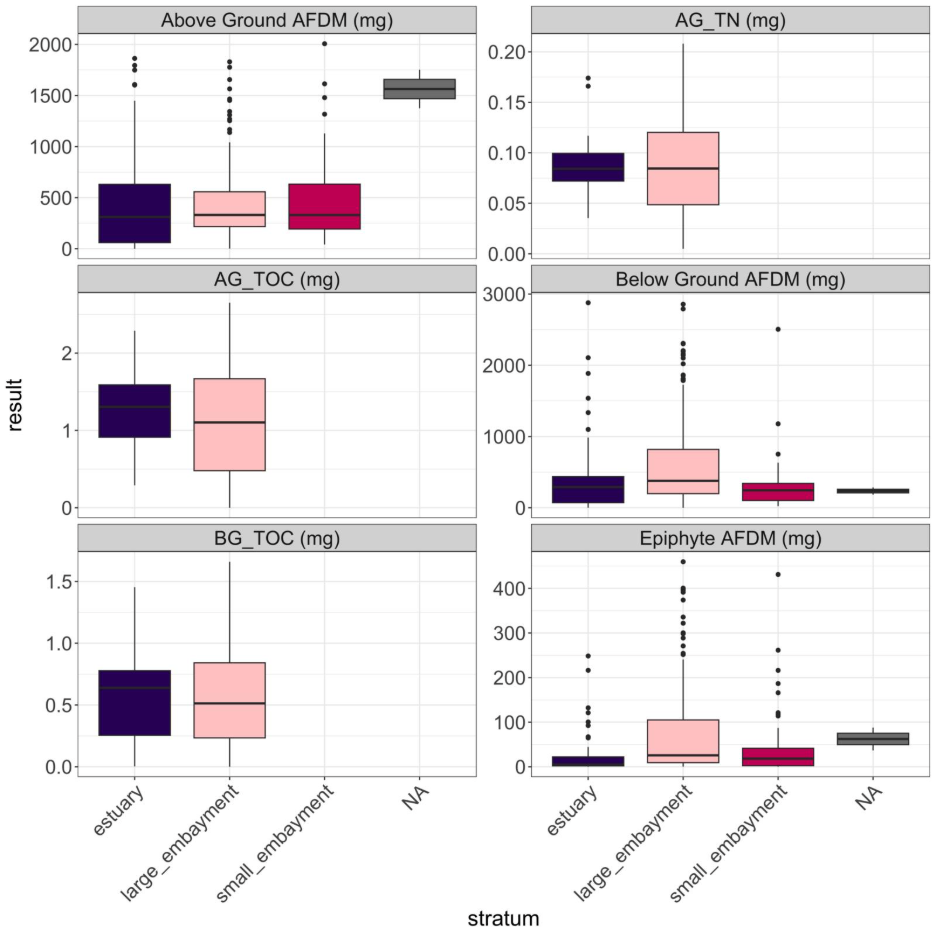 Above Ground AFDM (mg)
AG_TN (mg)
2000
1500
1000
500
0
0.20
0.15
0.10
0.05
0.00
AG_TOC (mg)
Below Ground AFDM (mg)
2
1
0
3000
2000
1000
0
BG_TOC (mg)
Epiphyte AFDM (mg)
1.5
1.0
0.5
0.0
400
300
200
100
0
result
estuary
large_embayment
small_embayment
NA
estuary
large_embayment
small_embayment
NA
stratum